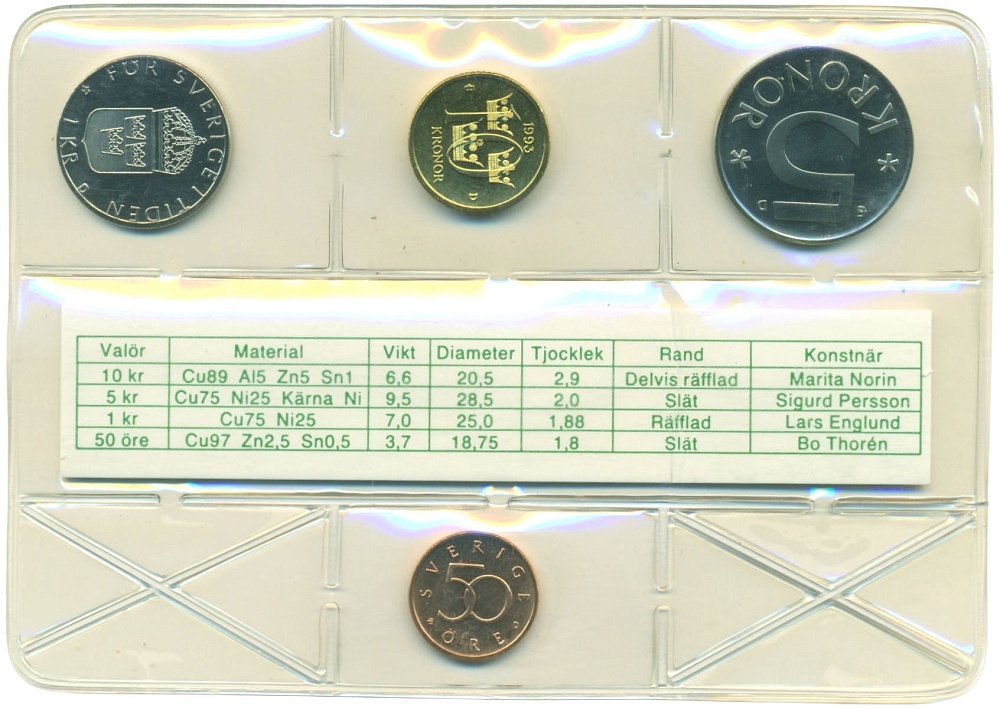 FÖR SVERIGE I TIDEN
1 KR D
1993
10
KRONOR
D
5 KRONOR
D B
Valör Material Vikt Diameter Tjocklek Rand Konstnär
10 kr Cu89 Al5 Zn5 Sn1 6,6 20,5 2,9 Delvis räfflad Marita Norin
5 kr Cu75 Ni25 Kärna Ni 9,5 28,5 2,0 Slät Sigurd Persson
1 kr Cu75 Ni25 7,0 25,0 1,88 Räfflad Lars Englund
50 öre Cu97 Zn2,5 Sn0,5 3,7 18,75 1,8 Slät Bo Thorén
SVERIGE
50
B ÖRE D